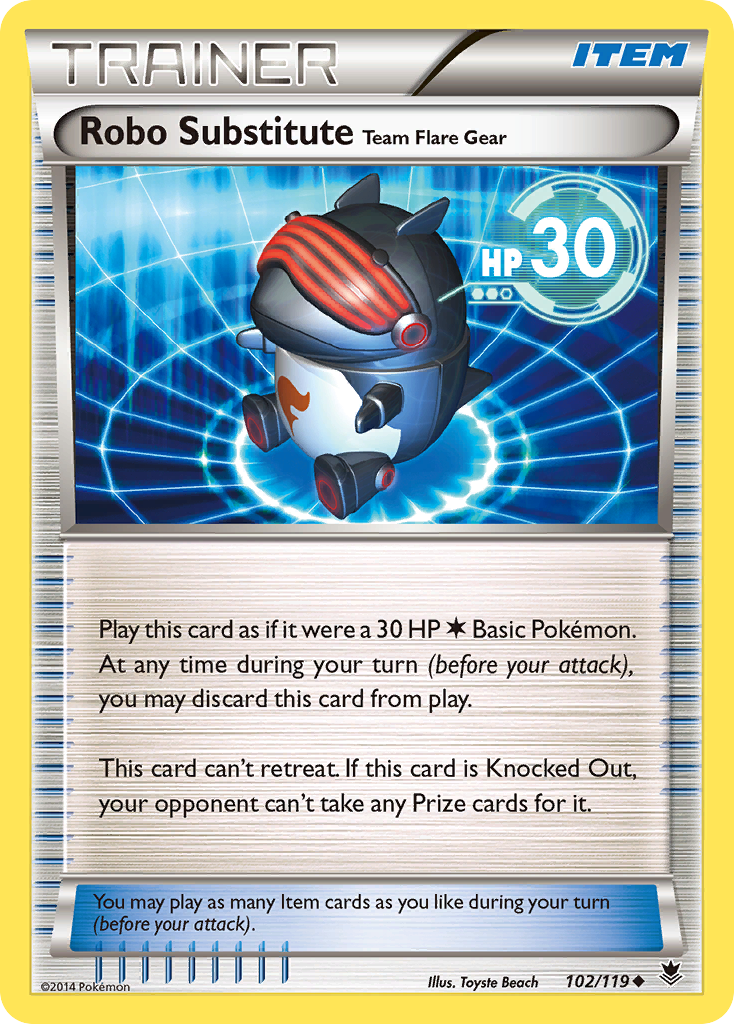 TRAINER
ITEM
Robo Substitute Team Flare Gear
HP 30
Play this card as if it were a 30 HP Basic Pokémon.
At any time during your turn (before your attack),
you may discard this card from play.
This card can't retreat. If this card is Knocked Out,
your opponent can't take any Prize cards for it.
You may play as many Item cards as you like during your turn
(before your attack).
©2014 Pokémon
Illus. Toyste Beach
102/119